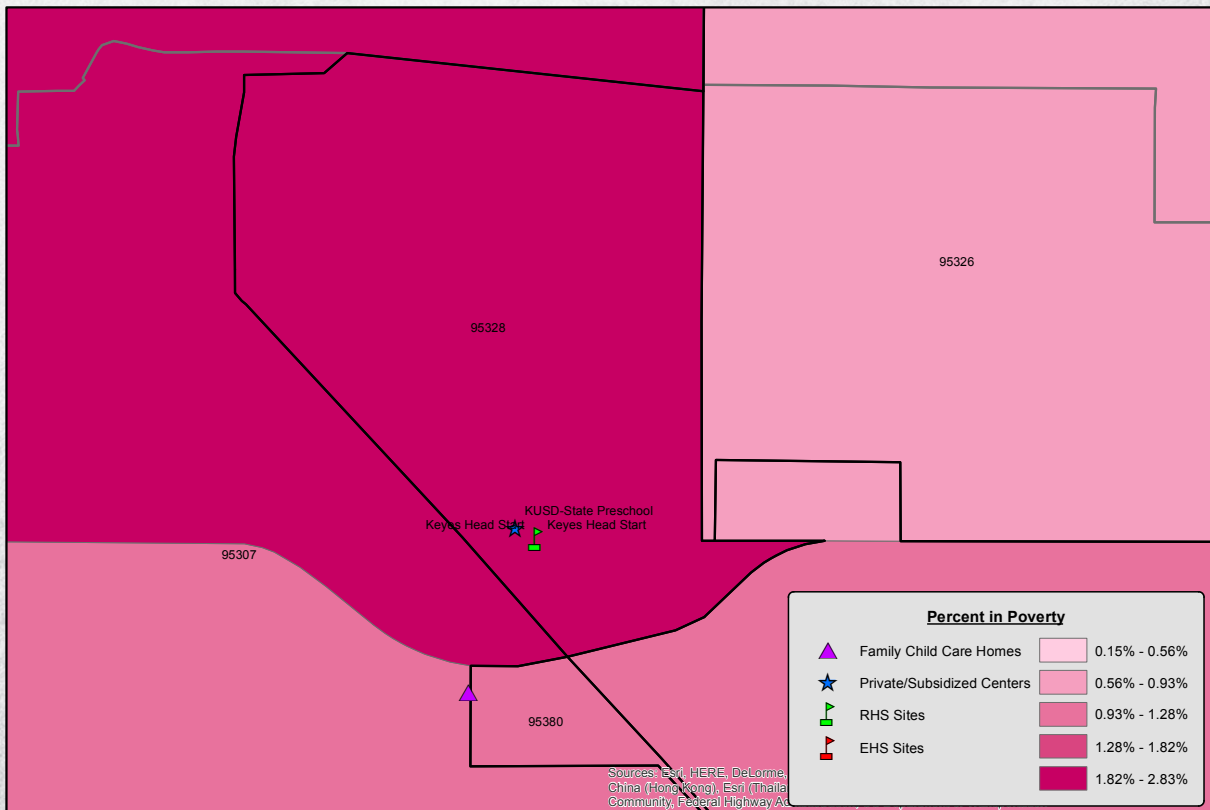 95326
95328
KUSD-State Preschool
Keyes Head Start
Keyes Head Start
95307
95380
Percent in Poverty
Family Child Care Homes
Private/Subsidized Centers
RHS Sites
EHS Sites
0.15% - 0.56%
0.56% - 0.93%
0.93% - 1.28%
1.28% - 1.82%
1.82% - 2.83%
Sources: Esri, HERE, DeLorme,
China (Hong Kong), Esri (Thaila
Community, Federal Highway Ad